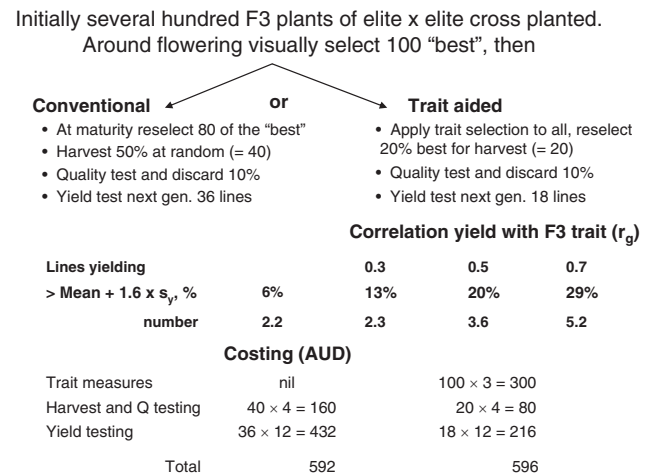 Initially several hundred F3 plants of elite x elite cross planted.
Around flowering visually select 100 “best”, then
Conventional or Trait aided
• At maturity reselect 80 of the “best”
• Harvest 50% at random (= 40)
• Quality test and discard 10%
• Yield test next gen. 36 lines
• Apply trait selection to all, reselect
20% best for harvest (= 20)
• Quality test and discard 10%
• Yield test next gen. 18 lines
Correlation yield with F3 trait (rg)
Lines yielding 0.3 0.5 0.7
> Mean + 1.6 x sy, % 6% 13% 20% 29%
number 2.2 2.3 3.6 5.2
Costing (AUD)
Trait measures nil 100 × 3 = 300
Harvest and Q testing 40 × 4 = 160 20 × 4 = 80
Yield testing 36 × 12 = 432 18 × 12 = 216
Total 592 596